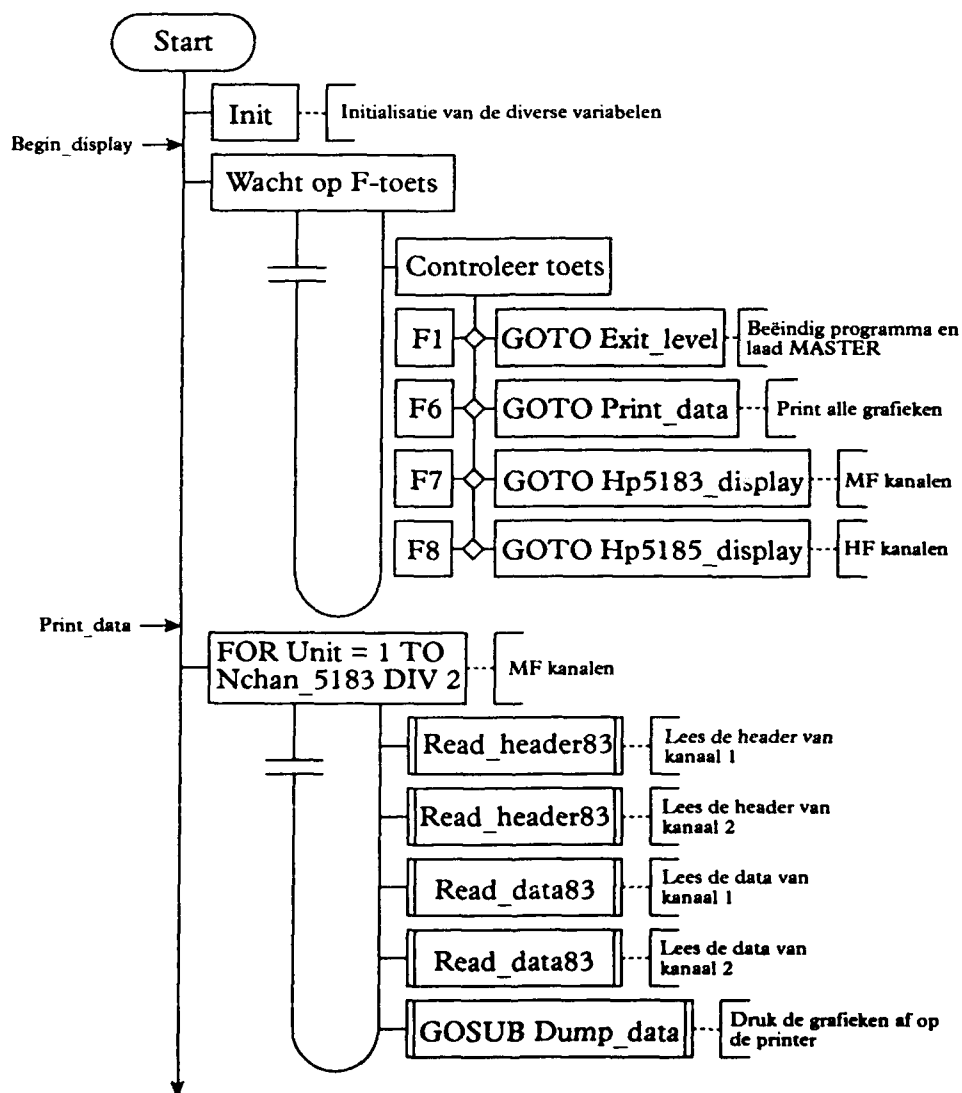 Start
Init
Initialisatie van de diverse variabelen
Begin_display
Wacht op F-toets
Controleer toets
F1
GOTO Exit_level
Beëindig programma en
laad MASTER
F6
GOTO Print_data
Print alle grafieken
F7
GOTO Hp5183_display
MF kanalen
F8
GOTO Hp5185_display
HF kanalen
Print_data
FOR Unit = 1 TO
Nchan_5183 DIV 2
MF kanalen
Read_header83
Lees de header van
kanaal 1
Read_header83
Lees de header van
kanaal 2
Read_data83
Lees de data van
kanaal 1
Read_data83
Lees de data van
kanaal 2
GOSUB Dump_data
Druk de grafieken af op
de printer